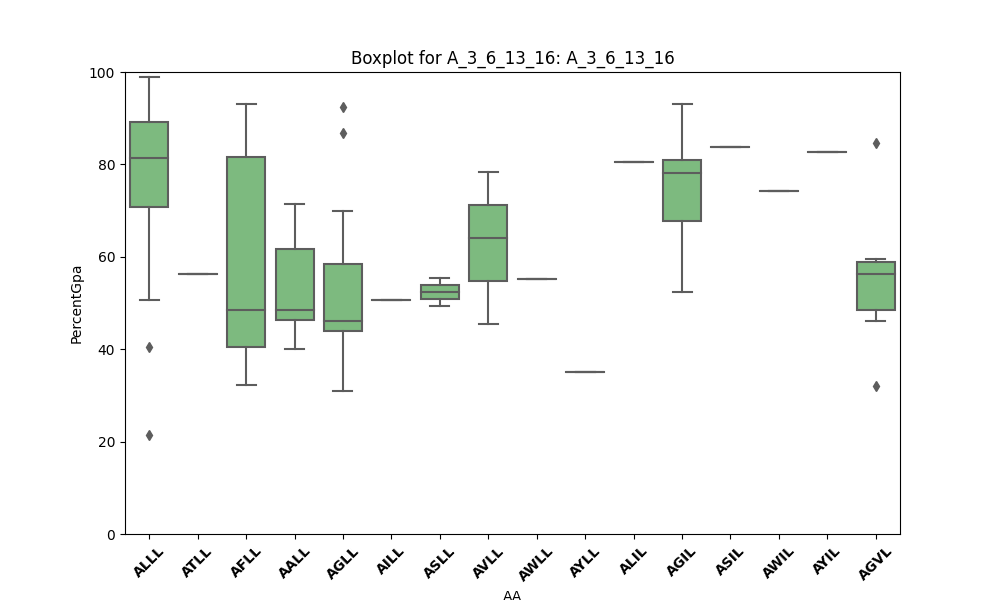 Boxplot for A_3_6_13_16: A_3_6_13_16
PercentGpa
100
80
60
40
20
0
ALLL
ATLL
AFLL
AALL
AGLL
AILL
ASLL
AVLL
AWLL
AYLL
ALIL
AGIL
ASIL
AWIL
AYIL
AGVL
AA